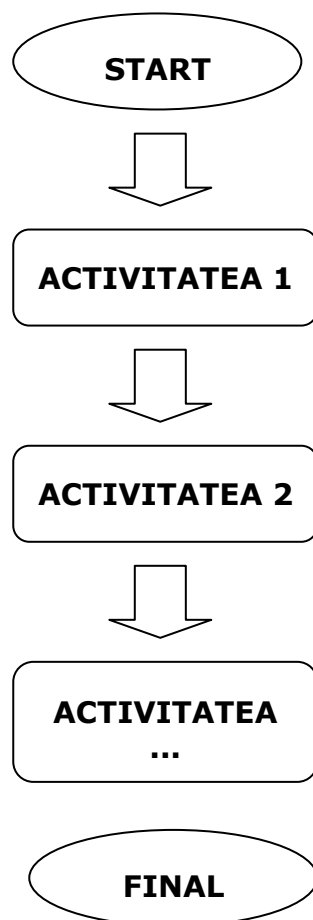 START
ACTIVITATEA 1
ACTIVITATEA 2
ACTIVITATEA
...
FINAL